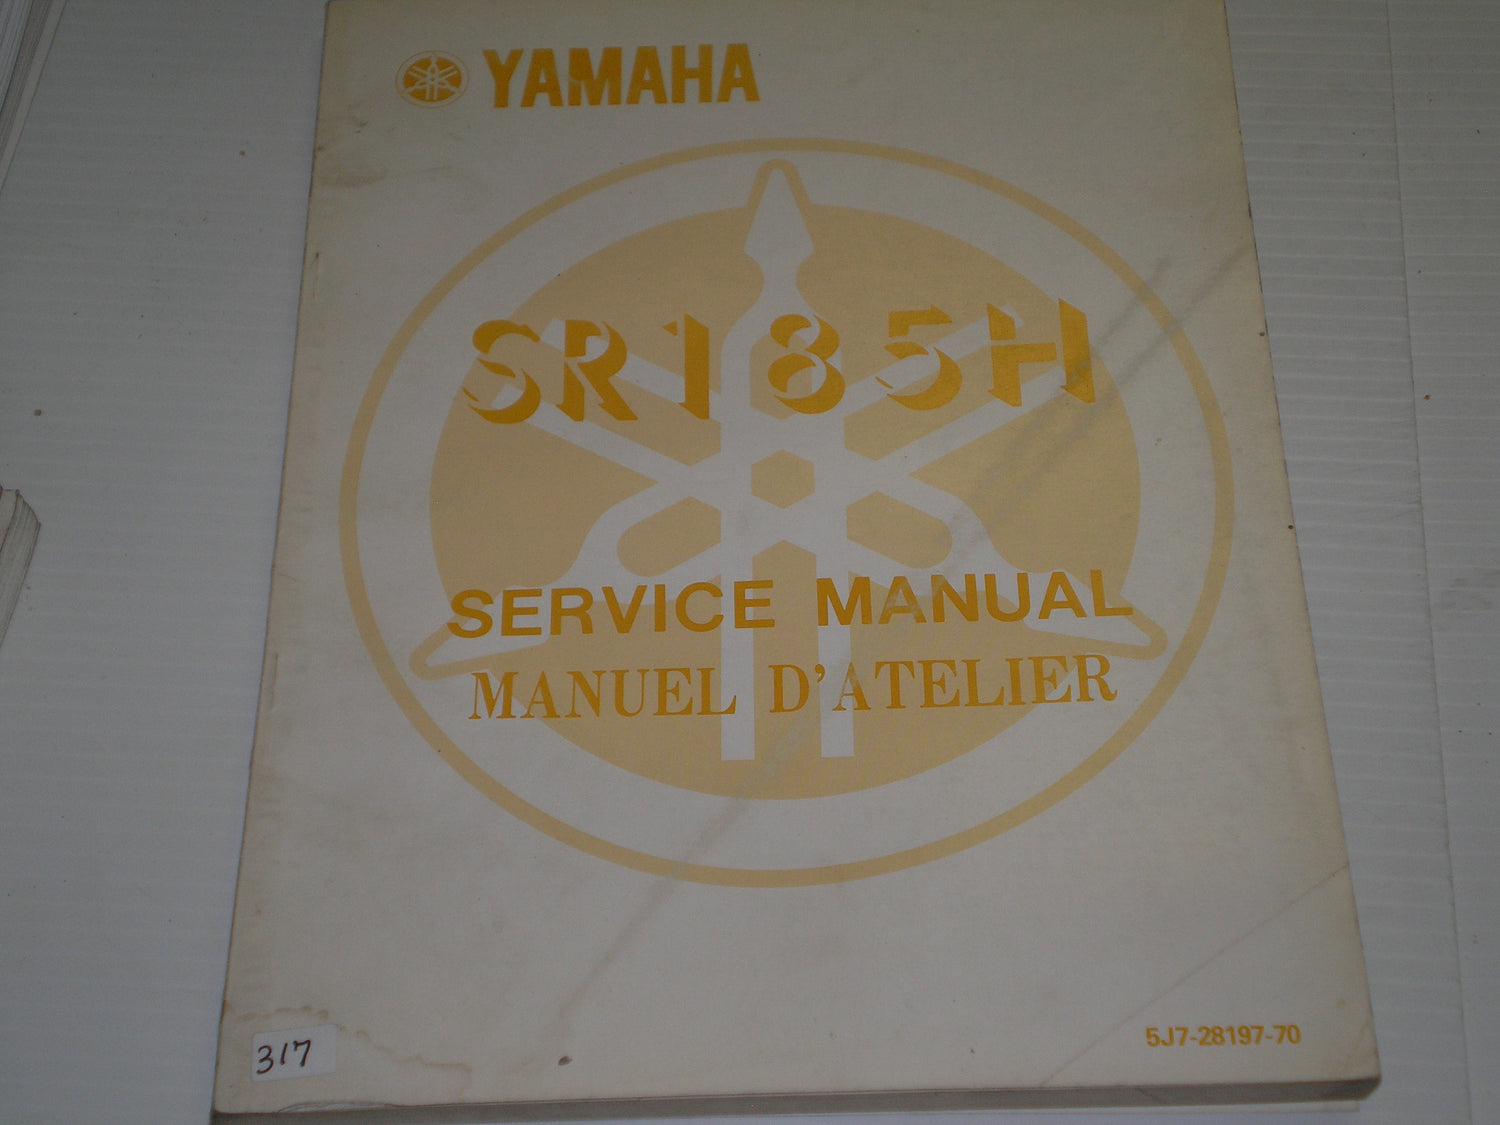 YAMAHA
SR185H
SERVICE MANUAL
MANUEL D'ATELIER
5J7-28197-70
317